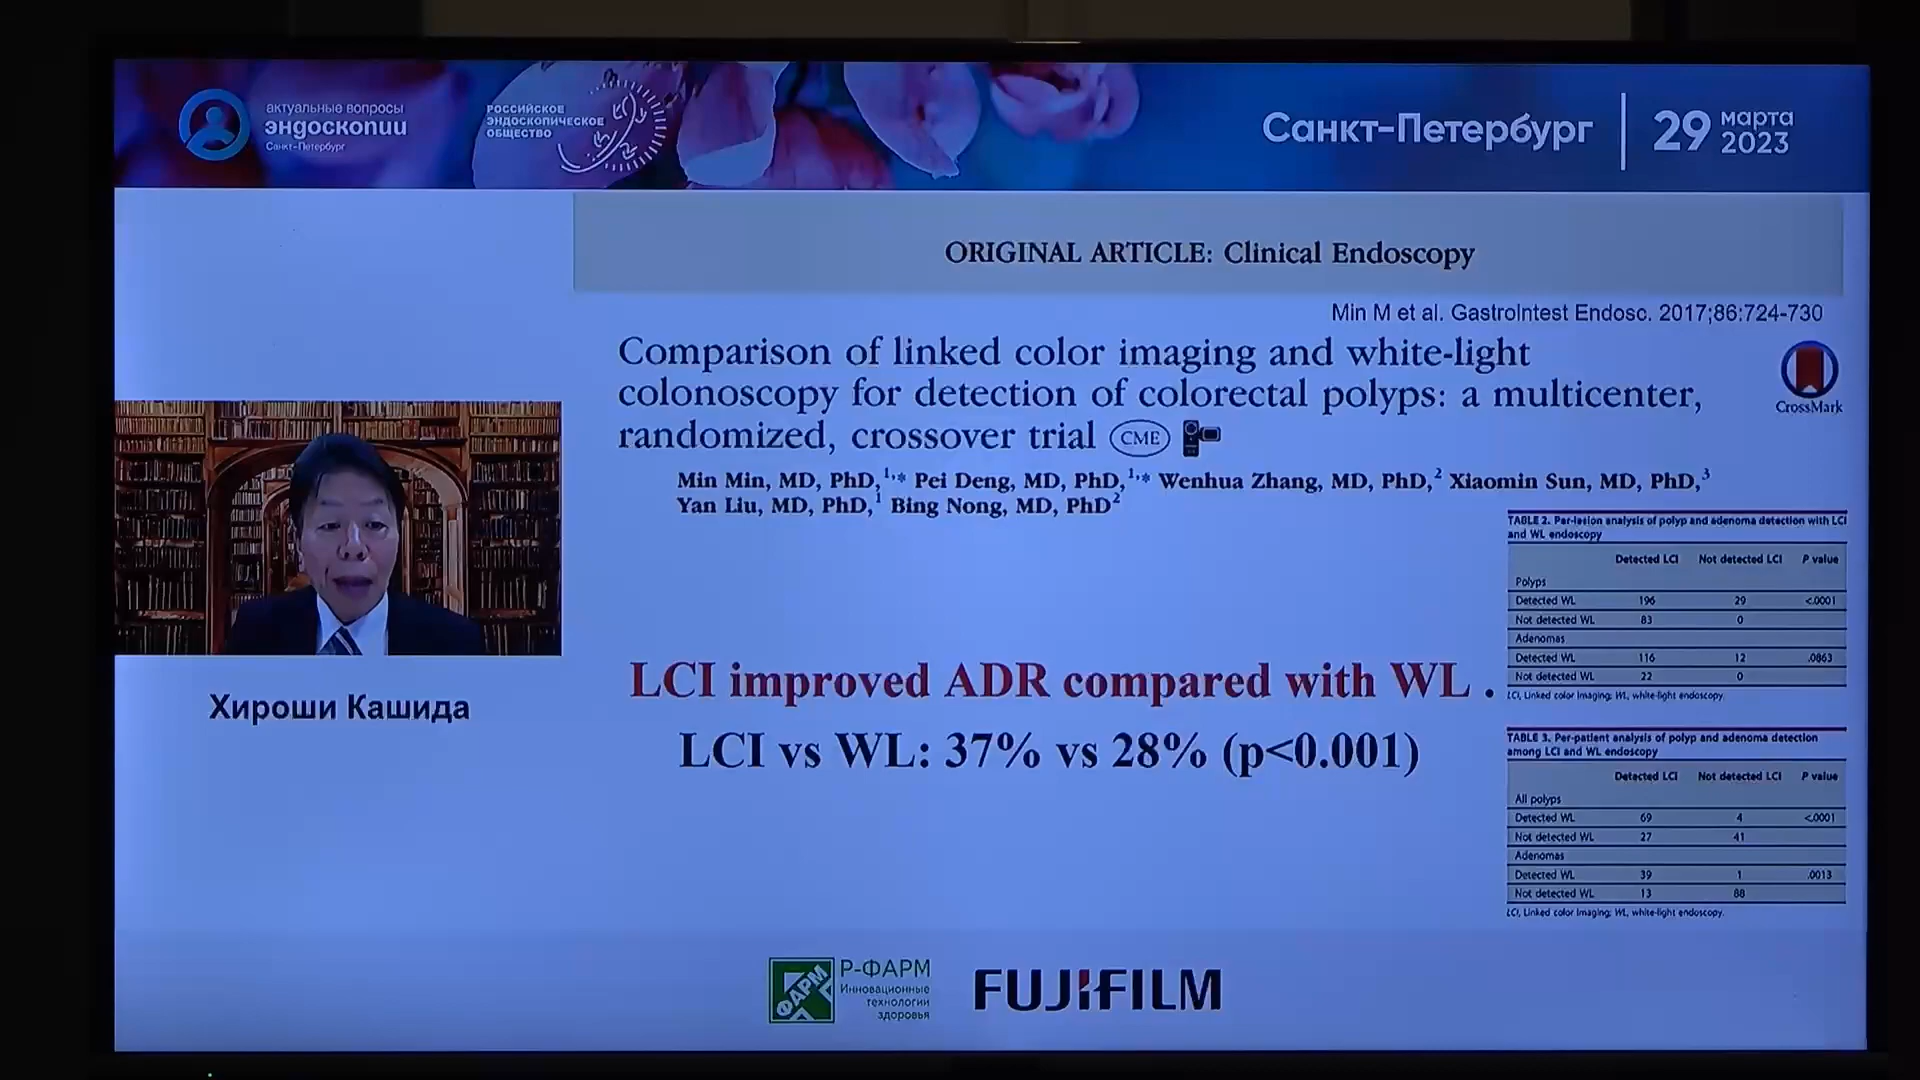 актуальные вопросы
эндоскопии
Санкт-Петербург
РОССИЙСКОЕ
ЭНДОСКОПИЧЕСКОЕ
ОБЩЕСТВО
Санкт-Петербург
29 марта
2023
ORIGINAL ARTICLE: Clinical Endoscopy
Min M et al. GastroIntest Endosc. 2017;86:724-730
Comparison of linked color imaging and white-light
colonoscopy for detection of colorectal polyps: a multicenter,
randomized, crossover trial CME
CrossMark
Min Min, MD, PhD,1,* Pei Deng, MD, PhD,1,* Wenhua Zhang, MD, PhD,2 Xiaomin Sun, MD, PhD,3
Yan Liu, MD, PhD,1 Bing Nong, MD, PhD2
TABLE 2. Per-lesion analysis of polyp and adenoma detection with LCI
and WL endoscopy
Detected LCI Not detected LCI P value
Polyps
Detected WL 196 29 <.0001
Not detected WL 83 0
Adenomas
Detected WL 116 12 .0863
Not detected WL 22 0
LCI, Linked color imaging; WL, white-light endoscopy.
LCI improved ADR compared with WL .
LCI vs WL: 37% vs 28% (p<0.001)
TABLE 3. Per-patient analysis of polyp and adenoma detection
among LCI and WL endoscopy
Detected LCI Not detected LCI P value
All polyps
Detected WL 69 4 <.0001
Not detected WL 27 41
Adenomas
Detected WL 39 1 .0013
Not detected WL 13 88
LCI, Linked color imaging; WL, white-light endoscopy.
Хироши Кашида
ФАРМ
Р-ФАРМ
Инновационные
технологии
здоровья
FUJIFILM